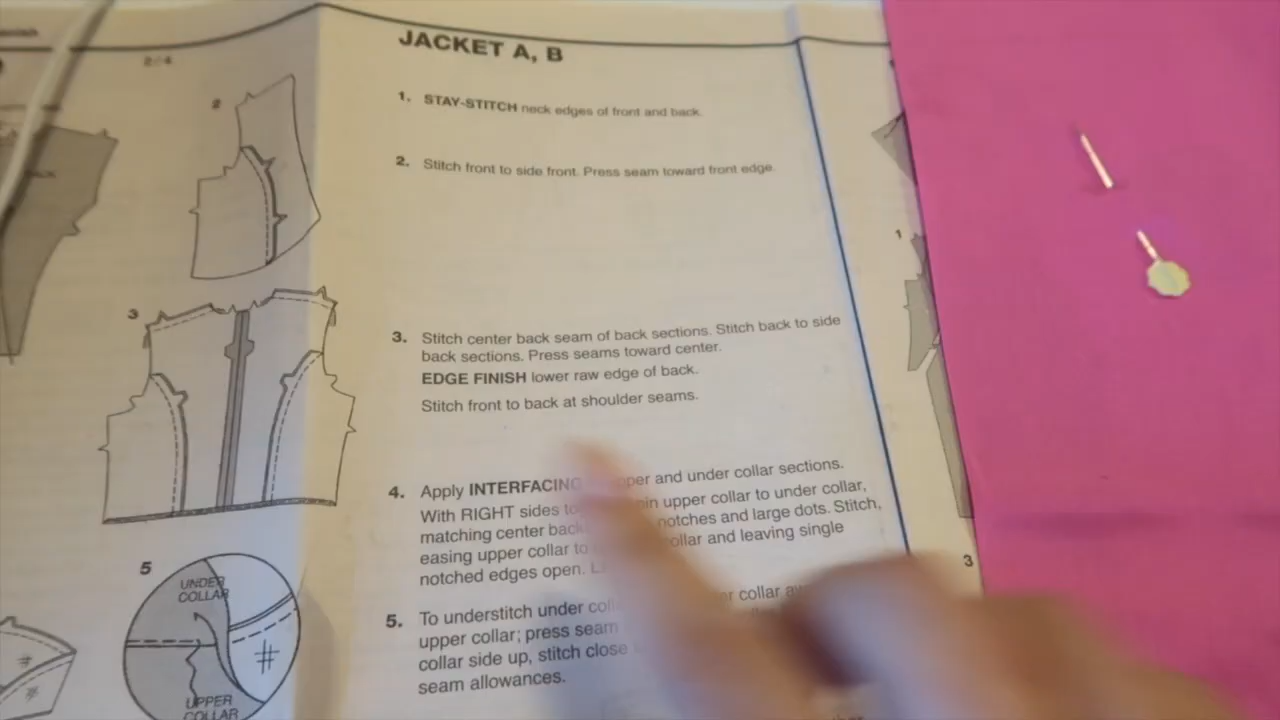 JACKET A, B
1. STAY-STITCH neck edges of front and back.
2. Stitch front to side front. Press seam toward front edge.
3. Stitch center back seam of back sections. Stitch back to side
back sections. Press seams toward center.
EDGE FINISH lower raw edge of back.
Stitch front to back at shoulder seams.
4. Apply INTERFACING and under collar sections.
With RIGHT sides upper collar to under collar,
matching center back notches and large dots. Stitch,
easing upper collar to and leaving single
notched edges open.
5. To understitch under collar
upper collar; press seam
collar side up, stitch close
seam allowances.
2
3
5
UNDER
COLLAR
UPPER
COLLAR
1
3